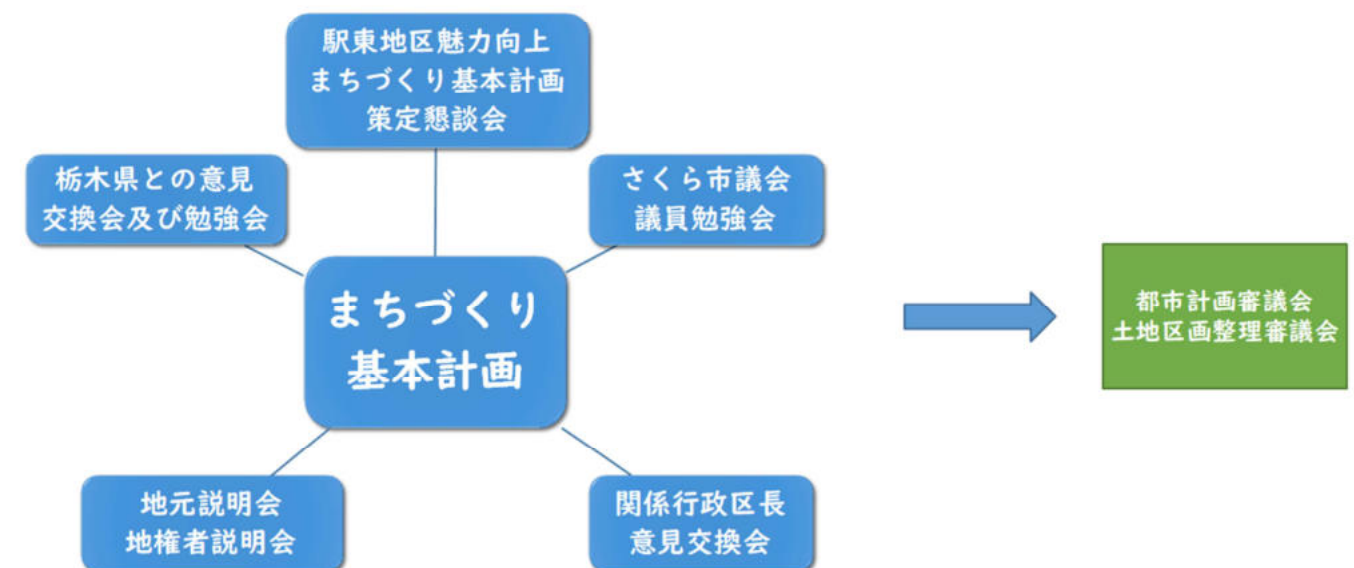 駅東地区魅力向上
まちづくり基本計画
策定懇談会
栃木県との意見
交換会及び勉強会
さくら市議会
議員勉強会
まちづくり
基本計画
都市計画審議会
土地区画整理審議会
地元説明会
地権者説明会
関係行政区長
意見交換会